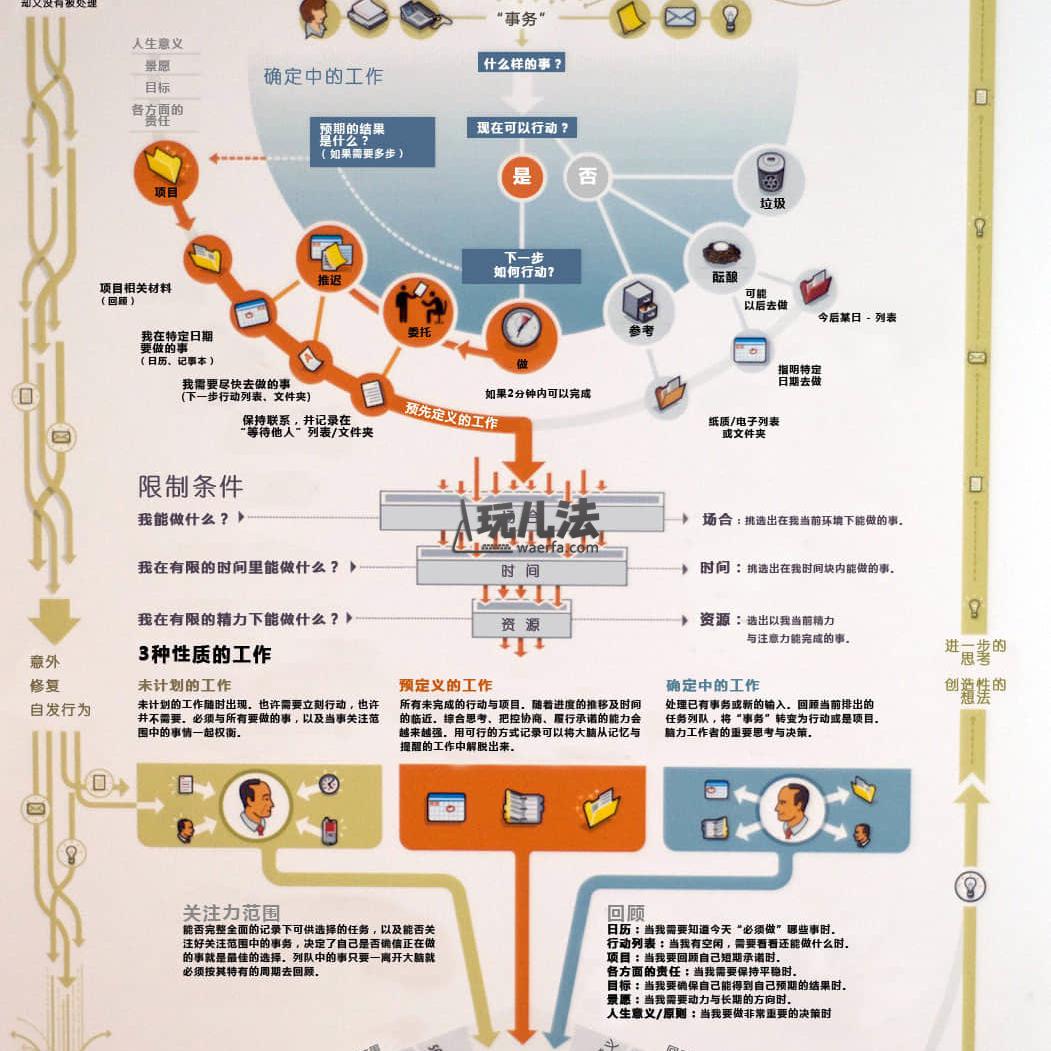 却又没有被处理
“事务”
人生意义
景愿
目标
各方面的
责任
确定中的工作
什么样的事？
预期的结果
是什么？
（如果需要多步）
现在可以行动？
是
否
项目
垃圾
下一步
如何行动?
推迟
酝酿
项目相关材料
（回顾）
可能
以后去做
委托
参考
今后某日 - 列表
我在特定日期
要做的事
（日历、记事本）
做
指明特定
日期去做
我需要尽快去做的事
(下一步行动列表、文件夹)
如果2分钟内可以完成
保持联系，并记录在
“等待他人” 列表/文件夹
预先定义的工作
纸质/电子列表
或文件夹
限制条件
我能做什么？
玩儿法
waerfa.com
场合：挑选出在我当前环境下能做的事。
我在有限的时间里能做什么？
时 间
时间：挑选出在我时间块内能做的事。
我在有限的精力下能做什么？
资 源
资源：选出以我当前精力
与注意力能完成的事。
意外
修复
自发行为
进一步的
思考
创造性的
想法
3种性质的工作
未计划的工作
未计划的工作随时出现。也许需要立刻行动，也许
并不需要。必须与所有要做的事，以及当事关注范
围中的事情一起权衡。
预定义的工作
所有未完成的行动与项目。随着进度的推移及时间
的临近。综合思考、把控协商、履行承诺的能力会
越来越强。用可行的方式记录可以将大脑从记忆与
提醒的工作中解脱出来。
确定中的工作
处理已有事务或新的输入。回顾当前排出的
任务列队，将“事务”转变为行动或是项目。
脑力工作者的重要思考与决策。
关注力范围
能否完整全面的记录下可供选择的任务，以及能否关
注好关注范围中的事务，决定了自己是否确信正在做
的事就是最佳的选择。列队中的事只要一离开大脑就
必须按其特有的周期去回顾。
回顾
日历：当我需要知道今天“必须做”哪些事时。
行动列表：当我有空闲，需要看看还能做什么时。
项目：当我要回顾自己短期承诺时。
各方面的责任：当我需要保持平稳时。
目标：当我要确保自己能得到自己预期的结果时。
景愿：当我需要动力与长期的方向时。
人生意义/原则：当我要做非常重要的决策时